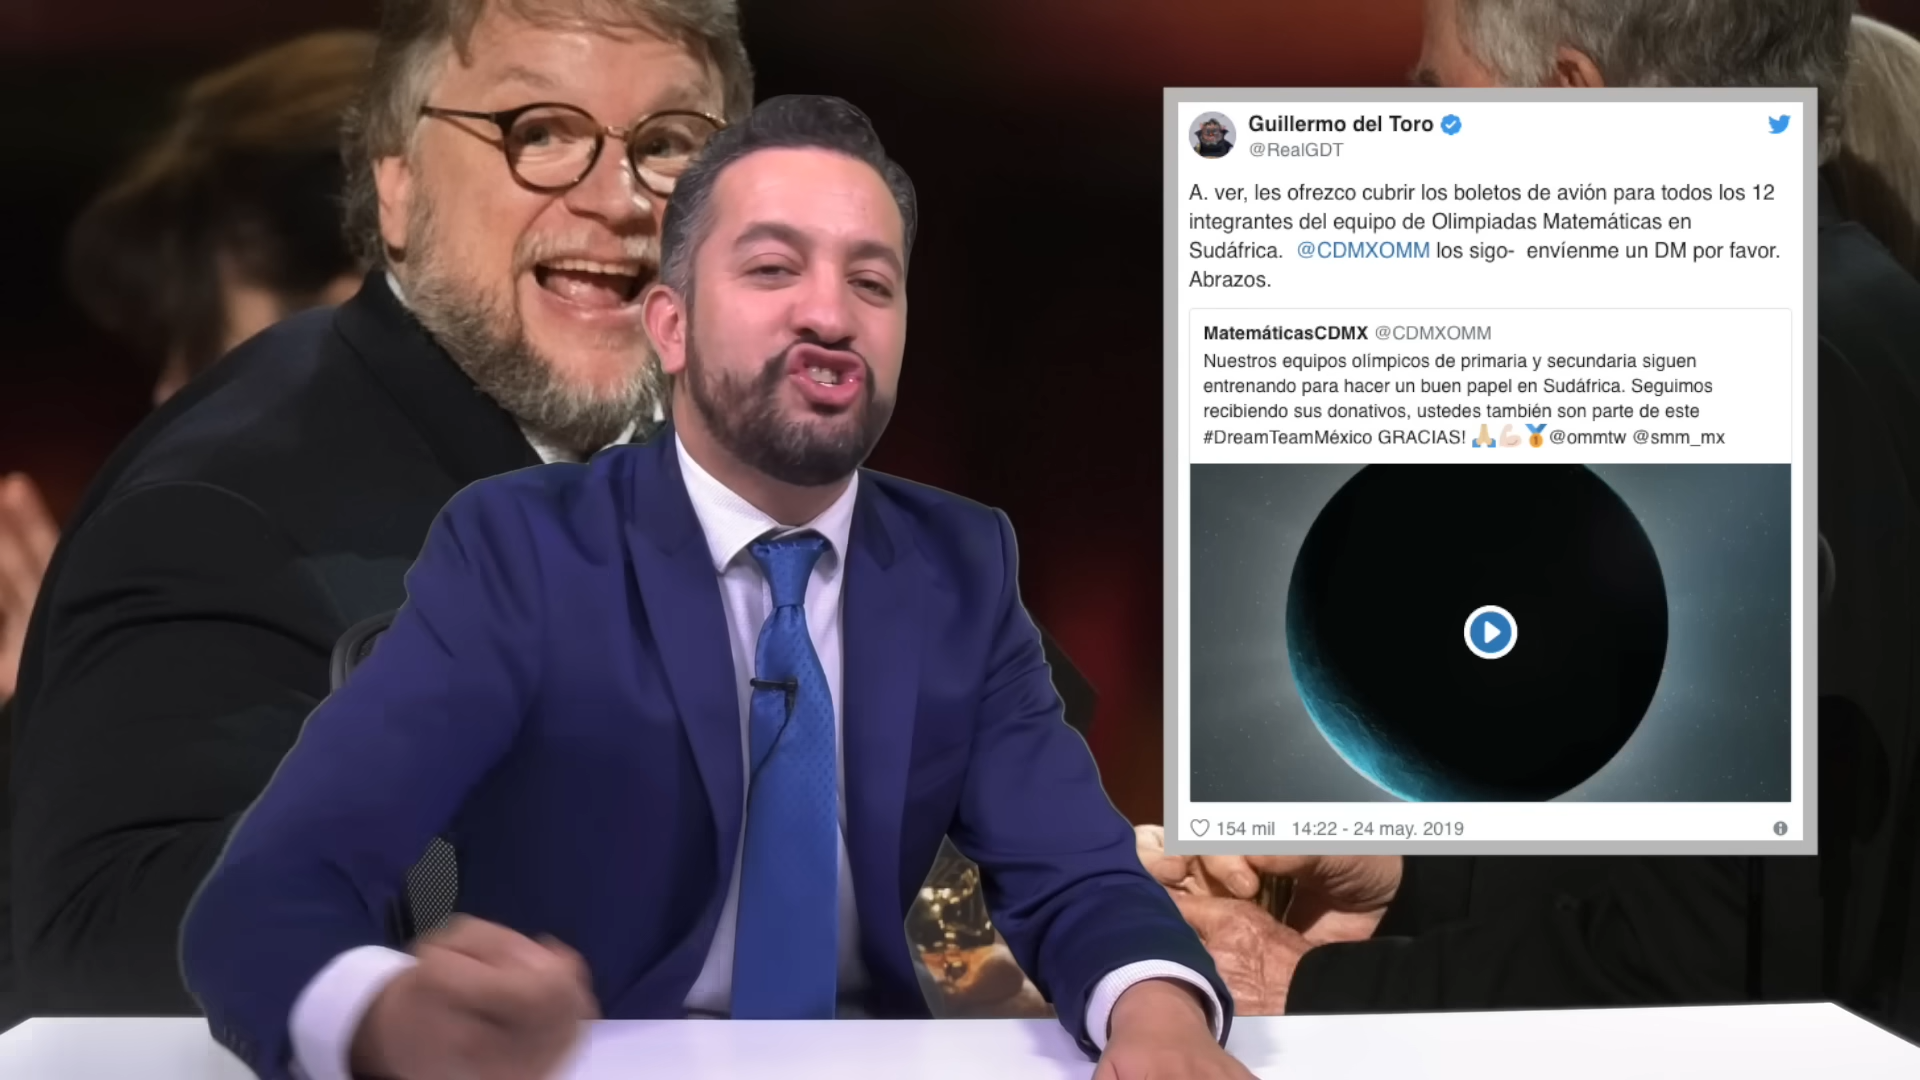 Guillermo del Toro
@RealGDT
A. ver, les ofrezco cubrir los boletos de avión para todos los 12
integrantes del equipo de Olimpiadas Matemáticas en
Sudáfrica. @CDMXOMM los sigo- envíenme un DM por favor.
Abrazos.
MatemáticasCDMX @CDMXOMM
Nuestros equipos olímpicos de primaria y secundaria siguen
entrenando para hacer un buen papel en Sudáfrica. Seguimos
recibiendo sus donativos, ustedes también son parte de este
#DreamTeamMéxico GRACIAS! 🙏🏼💪🏻🏅@ommtw @smm_mx
154 mil 14:22 - 24 may. 2019